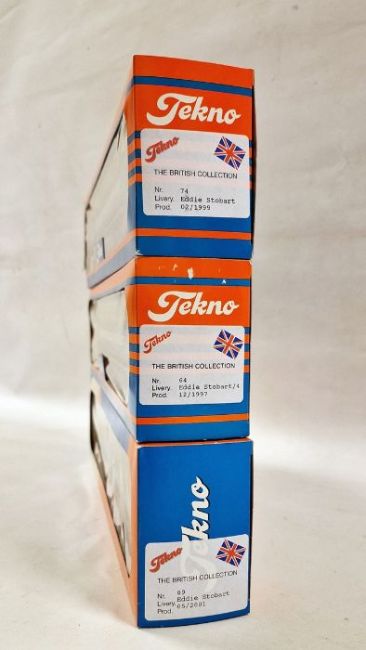 Tekno
Tekno
THE BRITISH COLLECTION
Nr. 74
Livery. Eddie Stobart
Prod. 02/1999
Tekno
Tekno
THE BRITISH COLLECTION
Nr. 64
Livery. Eddie Stobart/4
Prod. 12/1997
Tekno
Tekno
THE BRITISH COLLECTION
Nr. 99
Livery. Eddie Stobart
Prod. 05/2001